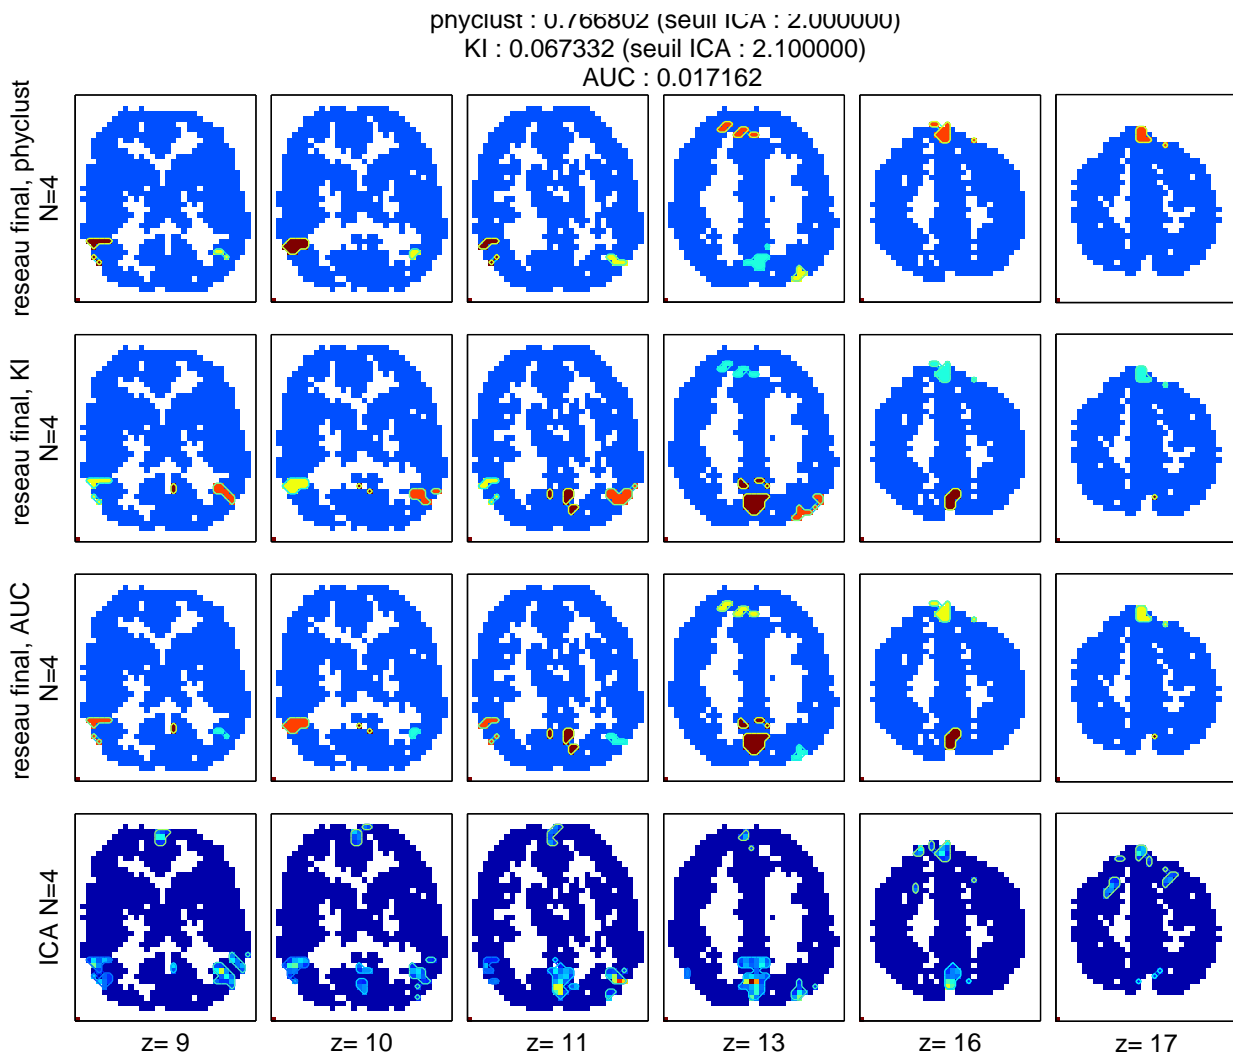 phyclust : 0.766802 (seuil ICA : 2.000000)
KI : 0.067332 (seuil ICA : 2.100000)
AUC : 0.017162
reseau final, phyclust
N=4
reseau final, KI
N=4
reseau final, AUC
N=4
ICA N=4
z= 9
z= 10
z= 11
z= 13
z= 16
z= 17